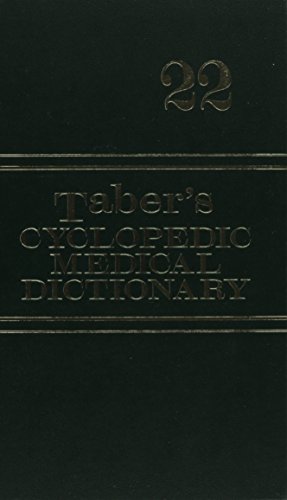 22
Taber's
CYCLOPEDIC
MEDICAL
DICTIONARY